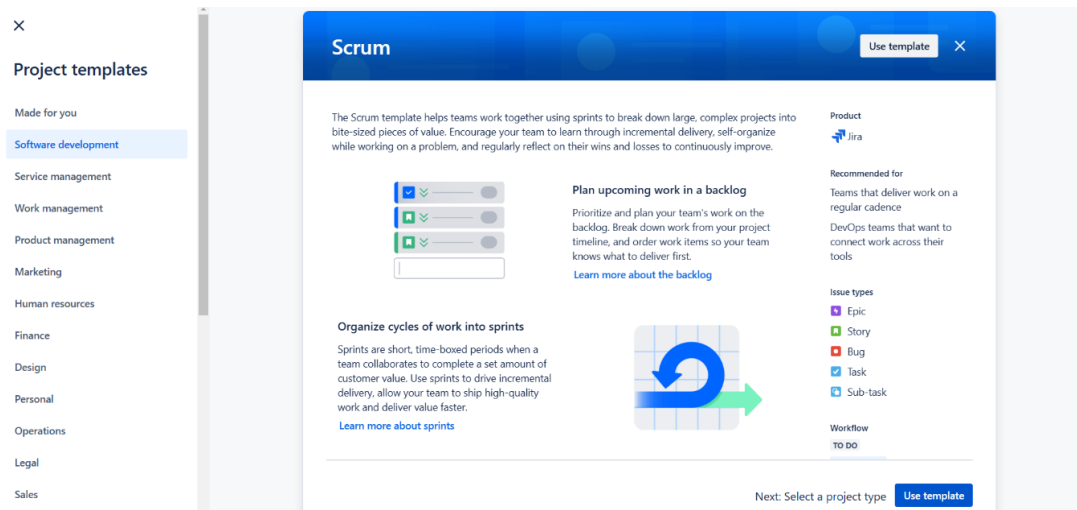 Project templates
Made for you
Software development
Service management
Work management
Product management
Marketing
Human resources
Finance
Design
Personal
Operations
Legal
Sales
Scrum
Use template
The Scrum template helps teams work together using sprints to break down large, complex projects into
bite-sized pieces of value. Encourage your team to learn through incremental delivery, self-organize
while working on a problem, and regularly reflect on their wins and losses to continuously improve.
Plan upcoming work in a backlog
Prioritize and plan your team's work on the
backlog. Break down work from your project
timeline, and order work items so your team
knows what to deliver first.
Learn more about the backlog
Organize cycles of work into sprints
Sprints are short, time-boxed periods when a
team collaborates to complete a set amount of
customer value. Use sprints to drive incremental
delivery, allow your team to ship high-quality
work and deliver value faster.
Learn more about sprints
Product
Jira
Recommended for
Teams that deliver work on a
regular cadence
DevOps teams that want to
connect work across their
tools
Issue types
Epic
Story
Bug
Task
Sub-task
Workflow
TO DO
Next: Select a project type
Use template